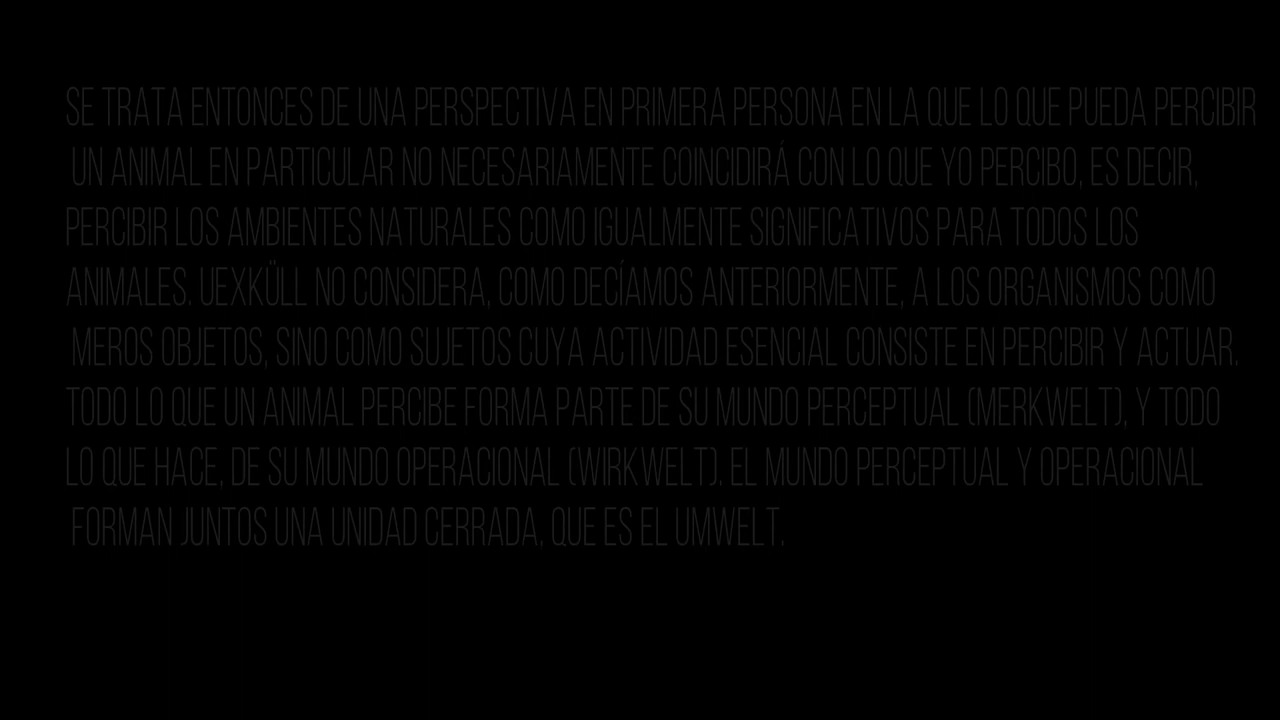 SE TRATA ENTONCES DE UNA PERSPECTIVA EN PRIMERA PERSONA EN LA QUE LO QUE PUEDA PERCIBIR
UN ANIMAL EN PARTICULAR NO NECESARIAMENTE COINCIDIRÁ CON LO QUE YO PERCIBO, ES DECIR,
PERCIBIR LOS AMBIENTES NATURALES COMO IGUALMENTE SIGNIFICATIVOS PARA TODOS LOS
ANIMALES. UEXKÜLL NO CONSIDERA, COMO DECÍAMOS ANTERIORMENTE, A LOS ORGANISMOS COMO
MEROS OBJETOS, SINO COMO SUJETOS CUYA ACTIVIDAD ESENCIAL CONSISTE EN PERCIBIR Y ACTUAR.
TODO LO QUE UN ANIMAL PERCIBE FORMA PARTE DE SU MUNDO PERCEPTUAL (MERKWELT), Y TODO
LO QUE HACE, DE SU MUNDO OPERACIONAL (WIRKWELT). EL MUNDO PERCEPTUAL Y OPERACIONAL
FORMAN JUNTOS UNA UNIDAD CERRADA, QUE ES EL UMWELT.